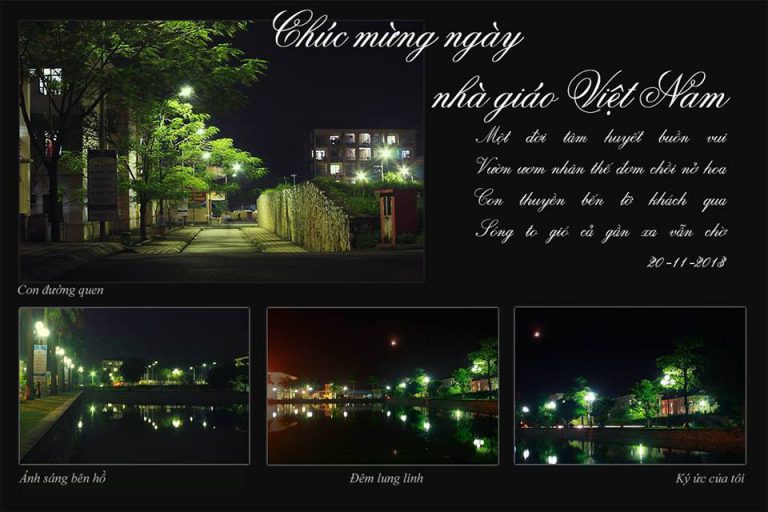 Chúc mừng ngày
nhà giáo Việt Nam
Một đời tâm huyết buồn vui
Vườn ươm nhân thế đơm chồi nở hoa
Con thuyền bến tờ khách qua
Sóng to gió cả gần xa vẫn chờ
20-11-2013
Con đường quen
Ánh sáng bên hồ
Đêm lung linh
Ký ức của tôi